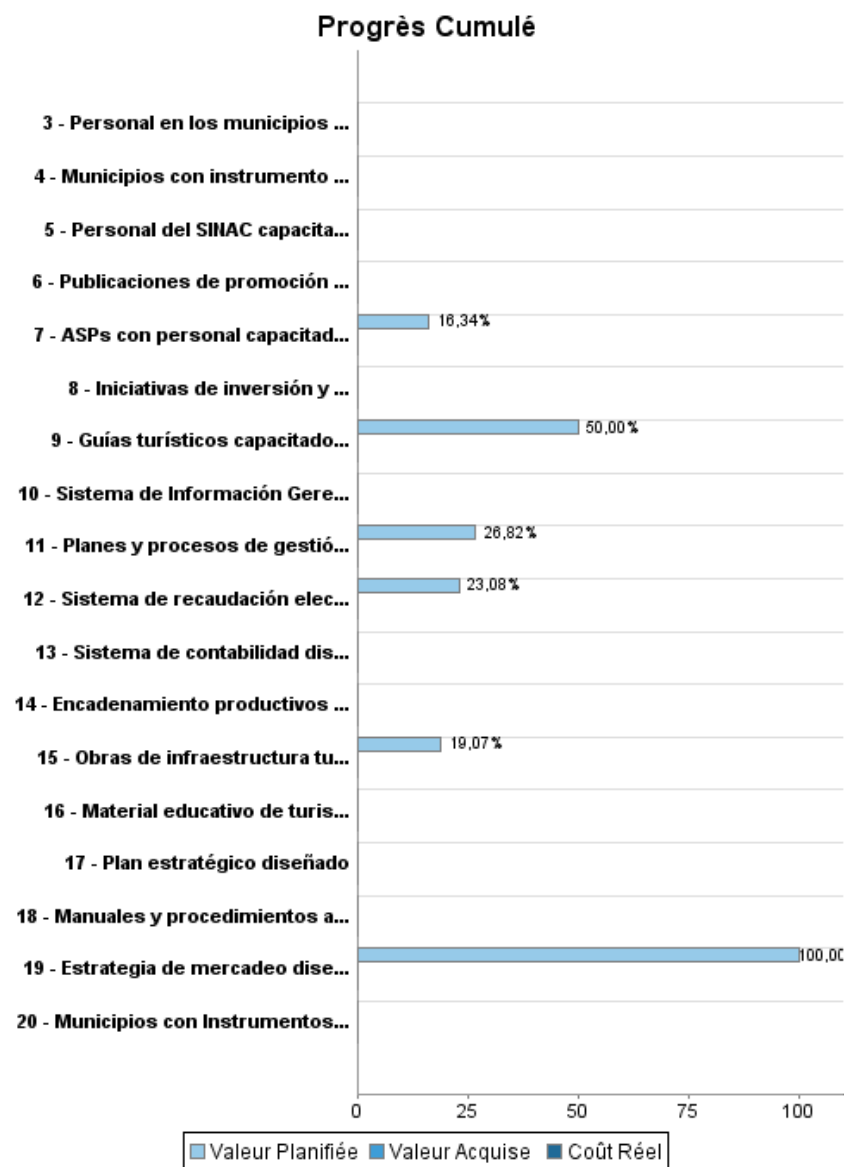 Progrès Cumulé
3 - Personal en los municipios ...
4 - Municipios con instrumento ...
5 - Personal del SINAC capacita...
6 - Publicaciones de promoción ...
7 - ASPs con personal capacitad...
16,34%
8 - Iniciativas de inversión y ...
9 - Guías turísticos capacitado...
50,00%
10 - Sistema de Información Gere...
11 - Planes y procesos de gestió...
26,82%
12 - Sistema de recaudación elec...
23,08%
13 - Sistema de contabilidad dis...
14 - Encadenamiento productivos ...
15 - Obras de infraestructura tu...
19,07%
16 - Material educativo de turis...
17 - Plan estratégico diseñado
18 - Manuales y procedimientos a...
19 - Estrategia de mercadeo dise...
100,00
20 - Municipios con Instrumentos...
0 25 50 75 100
Valeur Planifiée Valeur Acquise Coût Réel